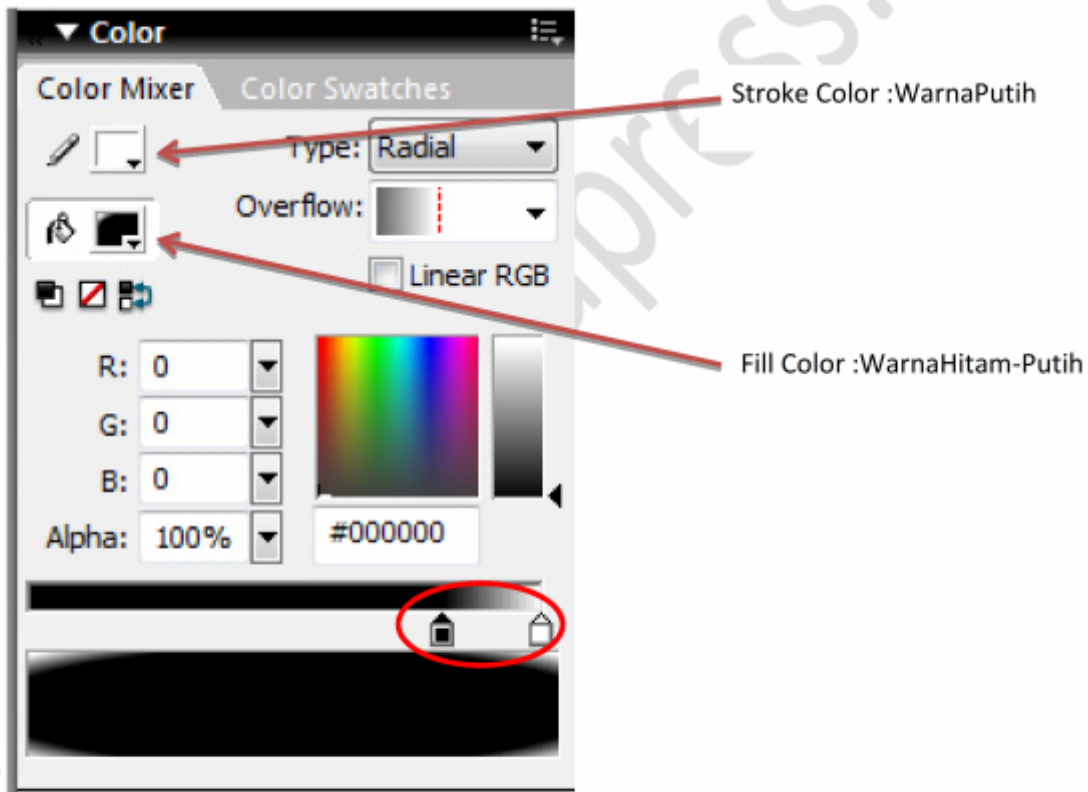 Color
Color Mixer Color Swatches
Stroke Color :WarnaPutih
Type: Radial
Overflow:
Linear RGB
Fill Color :WarnaHitam-Putih
R: 0
G: 0
B: 0
Alpha: 100% #000000